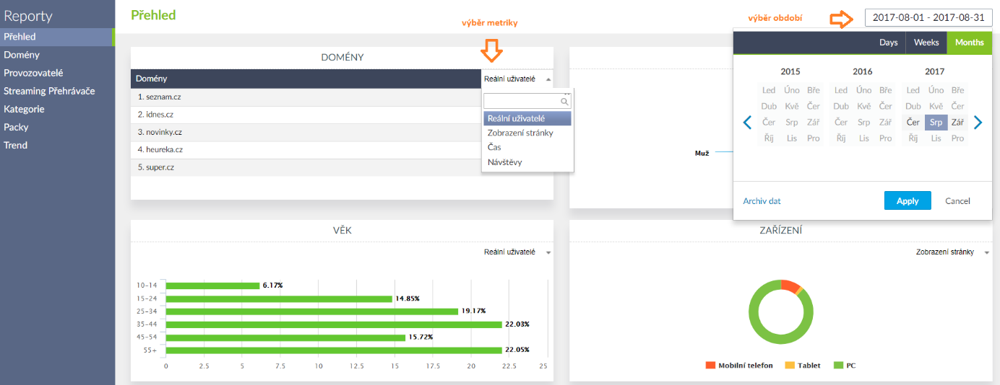 Reporty
Přehled
Domény
Provozovatelé
Streaming Přehrávače
Kategorie
Packy
Trend
Přehled
výběr metriky
výběr období
2017-08-01 - 2017-08-31
DOMÉNY
Domény
Reální uživatelé
1. seznam.cz
2. idnes.cz
3. novinky.cz
4. heureka.cz
5. super.cz
Reální uživatelé
Zobrazení stránky
Čas
Návštěvy
Muž
Days Weeks Months
2015 2016 2017
Led Úno Bře Led Úno Bře Led Úno Bře
Dub Kvě Čer Dub Kvě Čer Dub Kvě Čer
Čer Srp Zář Čer Srp Zář Čer Srp Zář
Říj Lis Pro Říj Lis Pro Říj Lis Pro
Archiv dat Apply Cancel
VĚK
Reální uživatelé
10-14 6.17%
15-24 14.85%
25-34 19.17%
35-44 22.03%
45-54 15.72%
55+ 22.05%
0 2.5 5 7.5 10 12.5 15 17.5 20 22.5 25
ZAŘÍZENÍ
Zobrazení stránky
Mobilní telefon Tablet PC